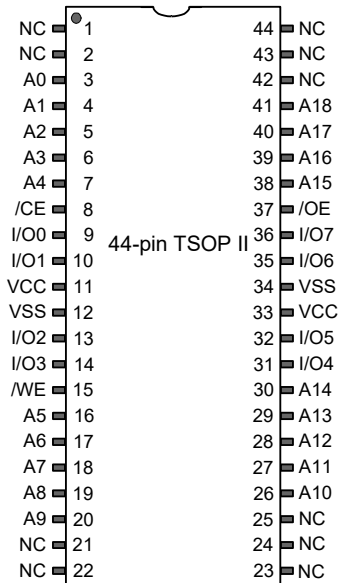 NC 1 44 NC
NC 2 43 NC
A0 3 42 NC
A1 4 41 A18
A2 5 40 A17
A3 6 39 A16
A4 7 38 A15
/CE 8 37 /OE
I/O0 9 44-pin TSOP II 36 I/O7
I/O1 10 35 I/O6
VCC 11 34 VSS
VSS 12 33 VCC
I/O2 13 32 I/O5
I/O3 14 31 I/O4
/WE 15 30 A14
A5 16 29 A13
A6 17 28 A12
A7 18 27 A11
A8 19 26 A10
A9 20 25 NC
NC 21 24 NC
NC 22 23 NC